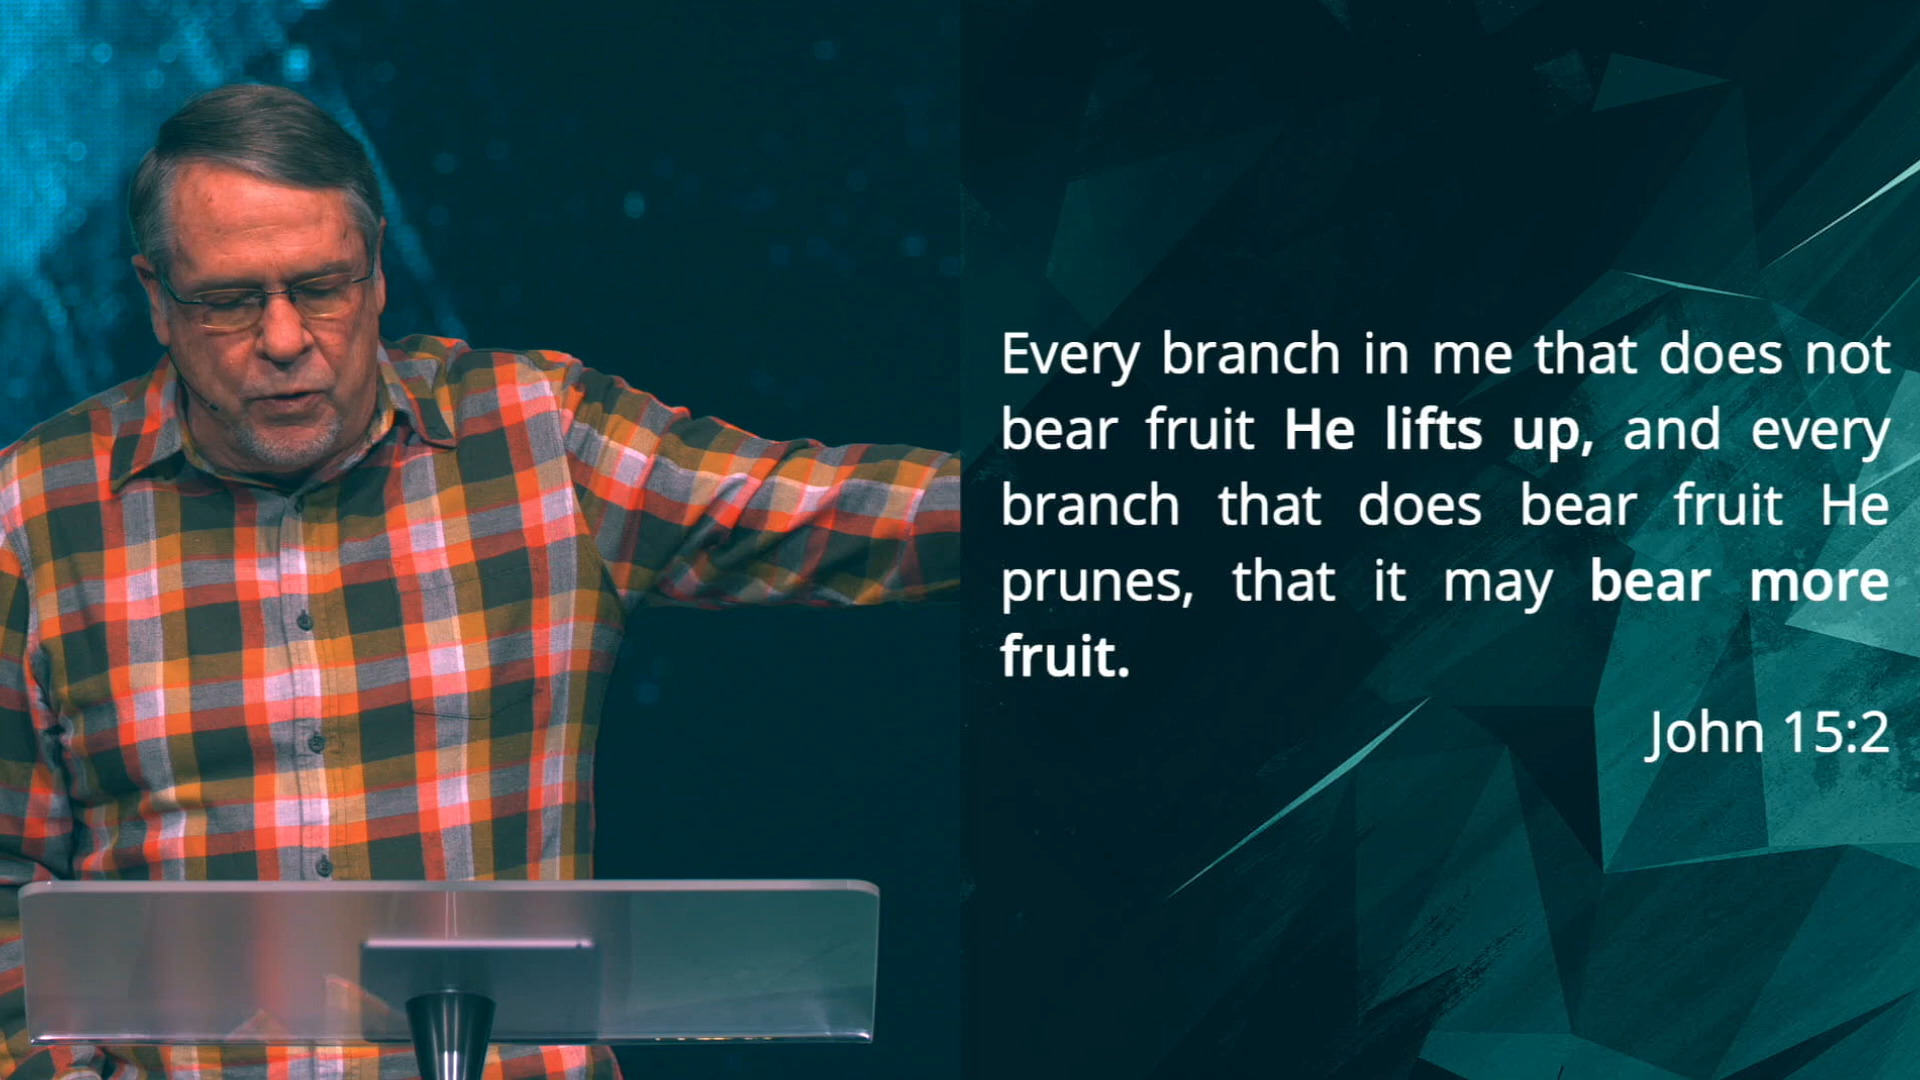 Every branch in me that does not
bear fruit He lifts up, and every
branch that does bear fruit He
prunes, that it may bear more
fruit.
John 15:2